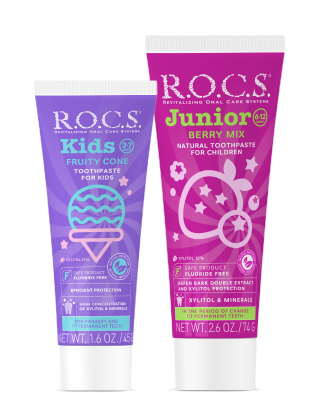 R.O.C.S.
REVITALIZING ORAL CARE SYSTEMS
Kids 3-7
FRUITY CONE
TOOTHPASTE
FOR KIDS
XYLITOL 10%
F SAFE PRODUCT
FLUORIDE FREE
EFFICIENT PROTECTION
HIGH CONCENTRATION
OF XYLITOL & MINERALS
FOR PRIMARY AND
PERMANENT TEETH
NET WT. 1.6 OZ./45
R.O.C.S.
REVITALIZING ORAL CARE SYSTEMS
Junior 6-12
BERRY MIX
NATURAL TOOTHPASTE
FOR CHILDREN
XYLITOL 12%
F SAFE PRODUCT
FLUORIDE FREE
ASPEN BARK DOUBLE EXTRACT
AND XYLITOL PROTECTION
XYLITOL & MINERALS
IN THE PERIOD OF CHANGE
TO PERMANENT TEETH
NET WT. 2.6 OZ./74 G